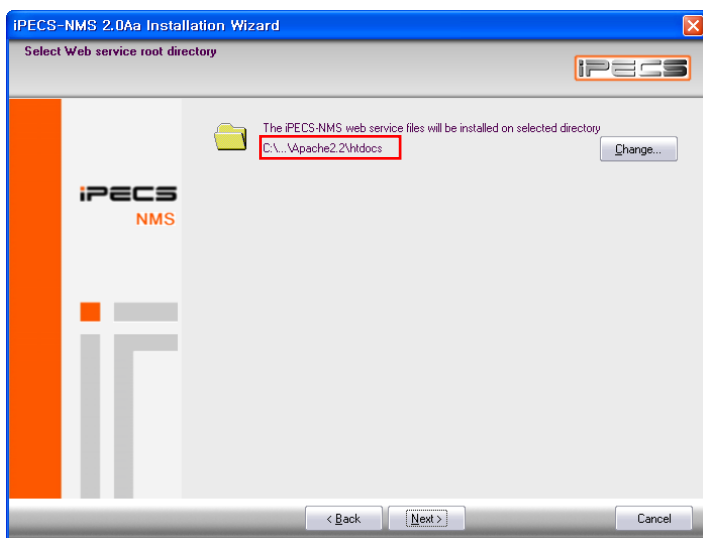 iPECS-NMS 2.0Aa Installation Wizard
Select Web service root directory
iPECS
The iPECS-NMS web service files will be installed on selected directory
C:\...\Apache2.2\htdocs
Change...
iPECS
NMS
< Back
Next >
Cancel